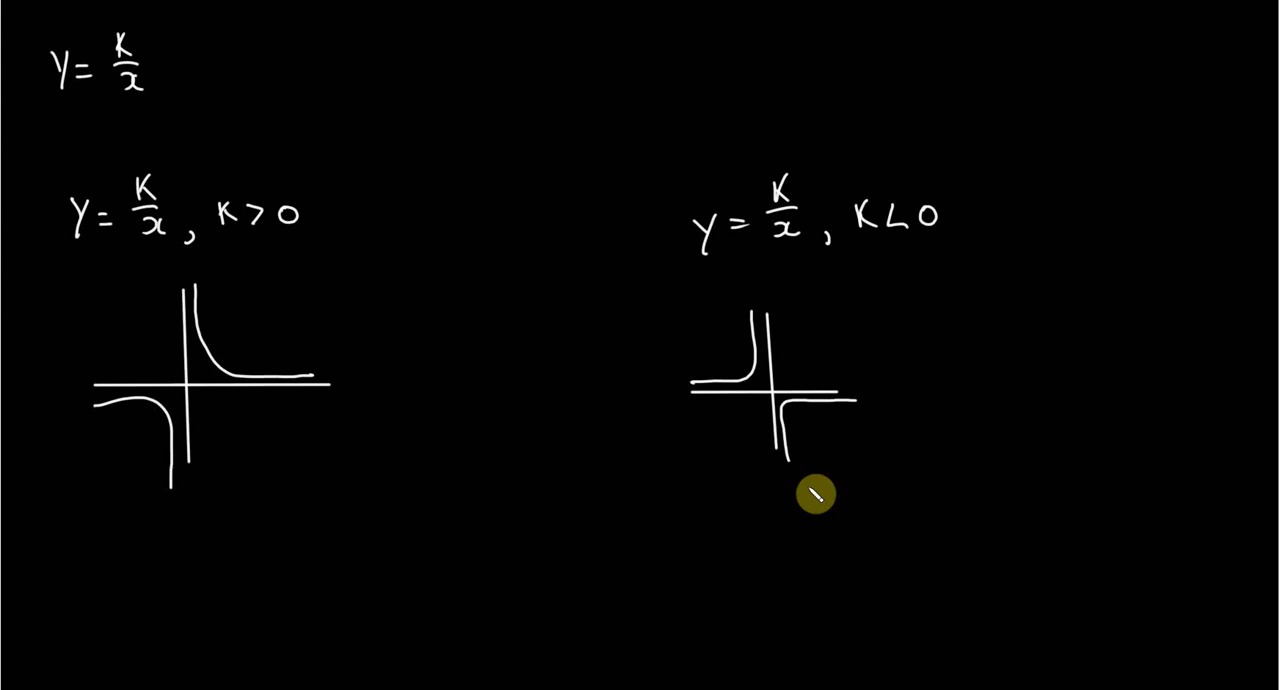 y = k/x
y = k/x , k > 0
y = k/x , k < 0